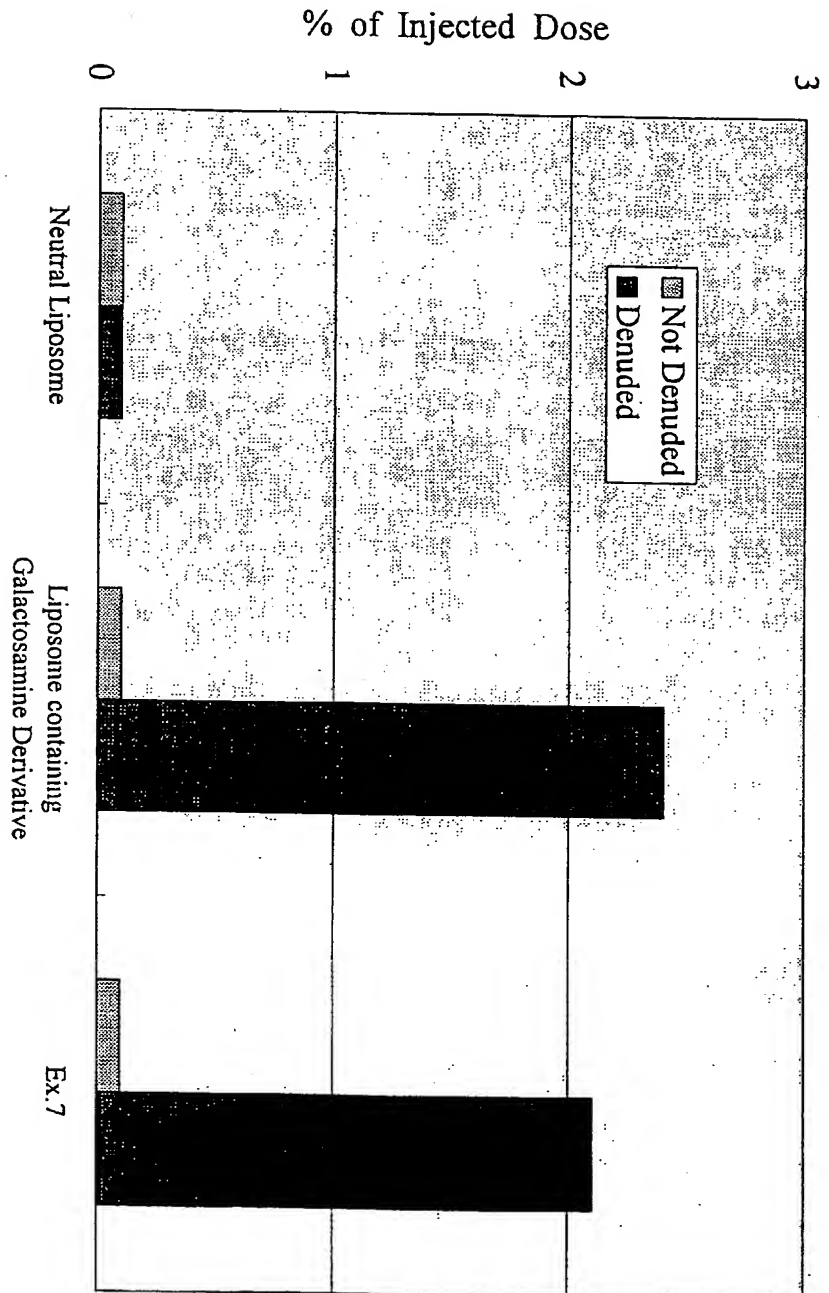 % of Injected Dose
3
2
1
0
Not Denuded
Denuded
Neutral Liposome
Liposome containing
Galactosamine Derivative
Ex.7